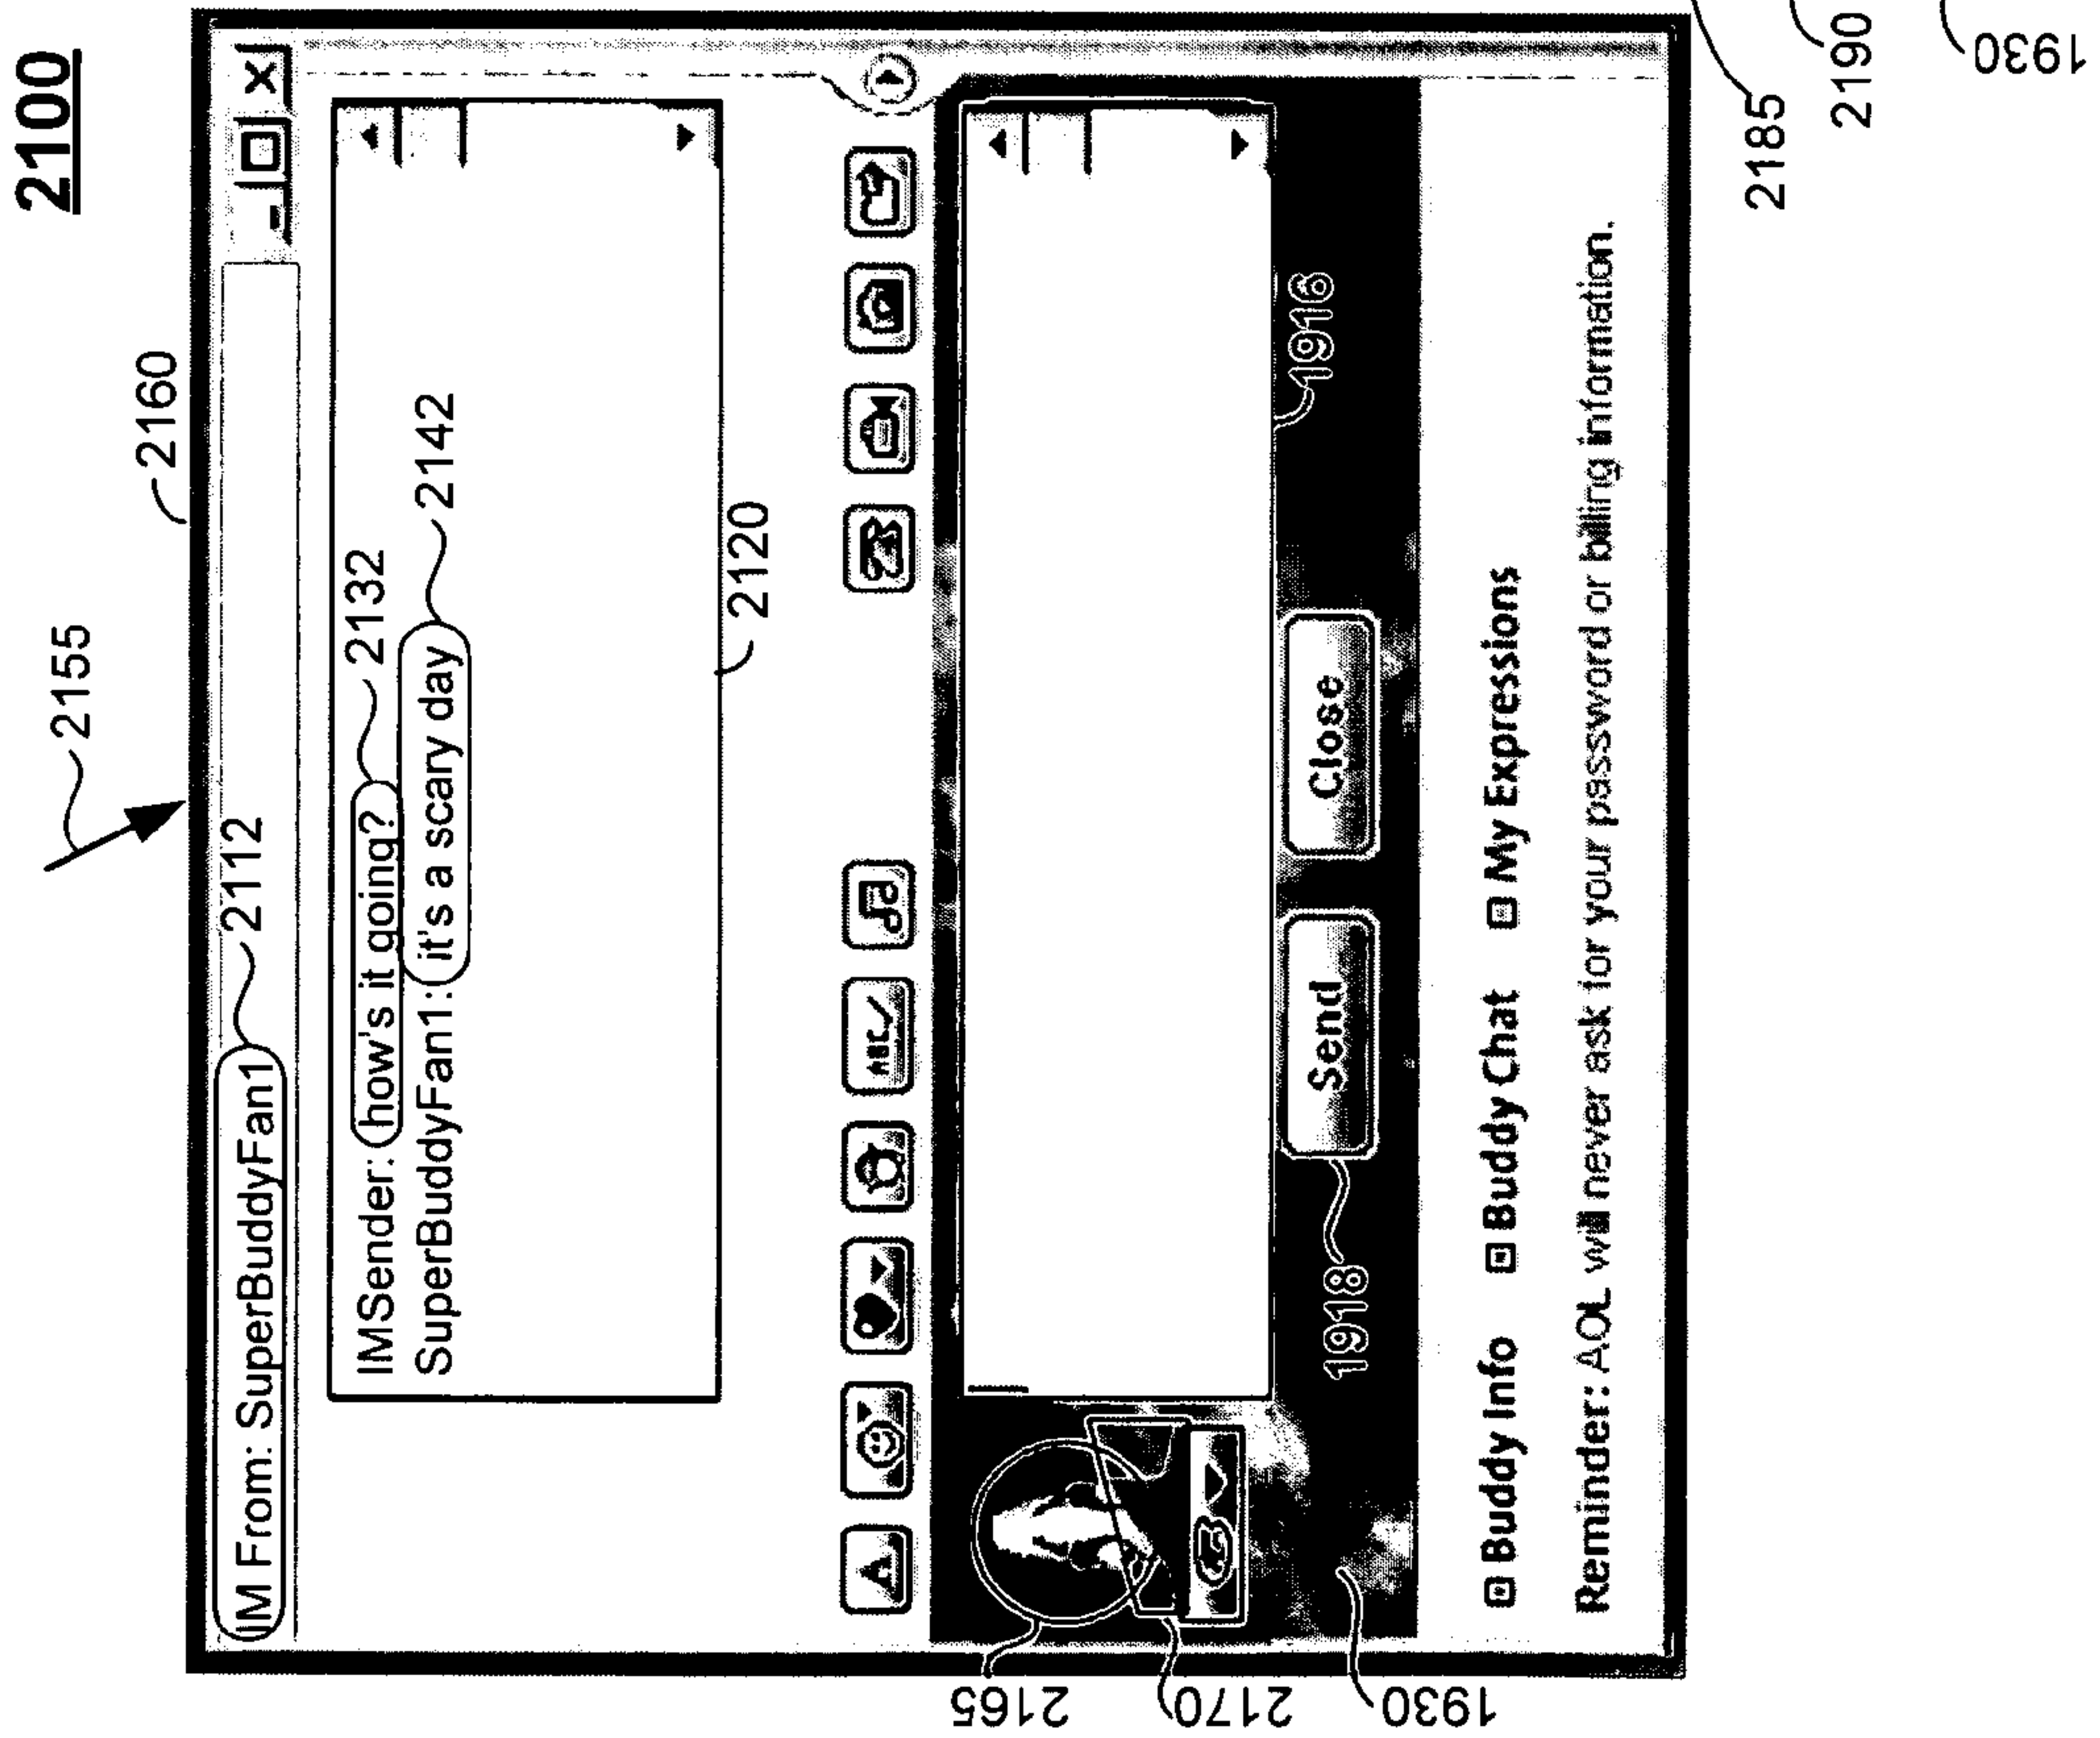 2100
2155
2160
IM From: SuperBuddyFan1
2112
IMSender: how's it going?
2132
SuperBuddyFan1: it's a scary day
2142
2120
A
ABC
1916
Send
Close
1918
2165
2170
1930
Buddy Info
Buddy Chat
My Expressions
Reminder: AOL will never ask for your password or billing information.
2185
2190
1930